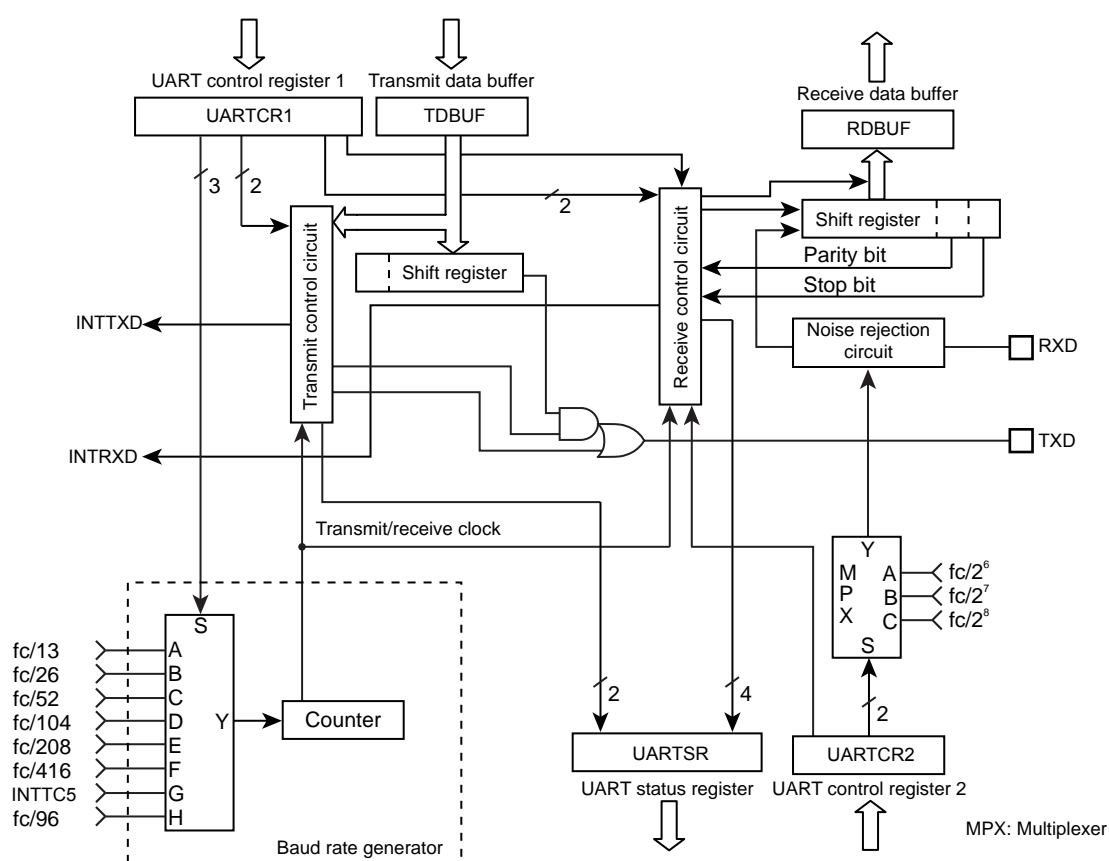 UART control register 1
Transmit data buffer
Receive data buffer
UARTCR1
TDBUF
RDBUF
3
2
2
Transmit control circuit
Receive control circuit
Shift register
Shift register
Parity bit
Stop bit
INTTXD
Noise rejection
circuit
RXD
TXD
INTRXD
Transmit/receive clock
Y
M
P
X
A
B
C
S
fc/2⁶
fc/2⁷
fc/2⁸
S
fc/13
fc/26
fc/52
fc/104
fc/208
fc/416
INTTC5
fc/96
A
B
C
D
E
F
G
H
Y
Counter
2
4
2
UARTSR
UARTCR2
UART status register
UART control register 2
MPX: Multiplexer
Baud rate generator